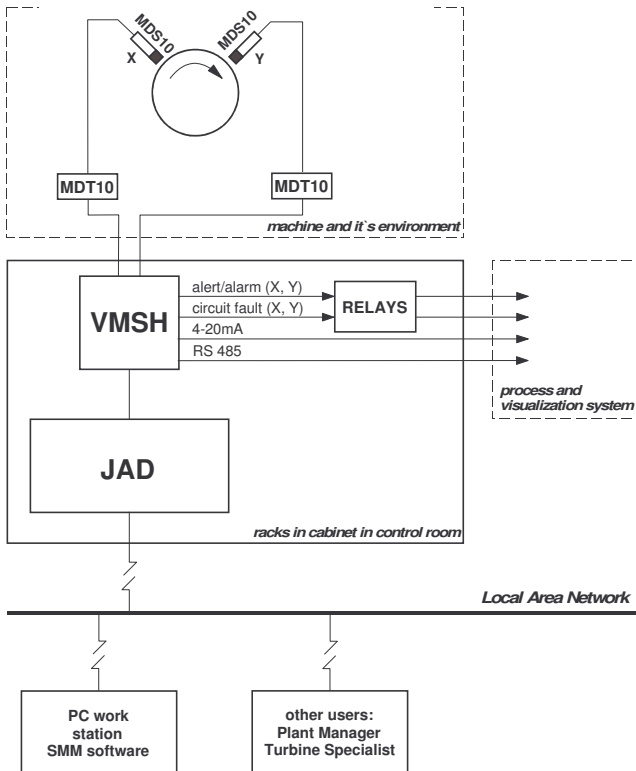 MDS10
MDS10
X
Y
MDT10
MDT10
machine and it`s environment
VMSH
alert/alarm (X, Y)
circuit fault (X, Y)
4-20mA
RS 485
RELAYS
process and
visualization system
JAD
racks in cabinet in control room
Local Area Network
PC work
station
SMM software
other users:
Plant Manager
Turbine Specialist